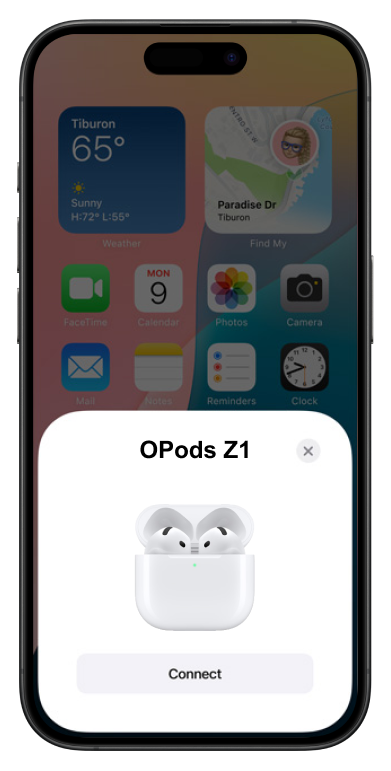 Tiburon
65°
Sunny
H:72° L:55°
Weather
Paradise Dr
Tiburon
Find My
FaceTime
MON
9
Calendar
Photos
Camera
Mail
Notes
Reminders
Clock
OPods Z1
Connect